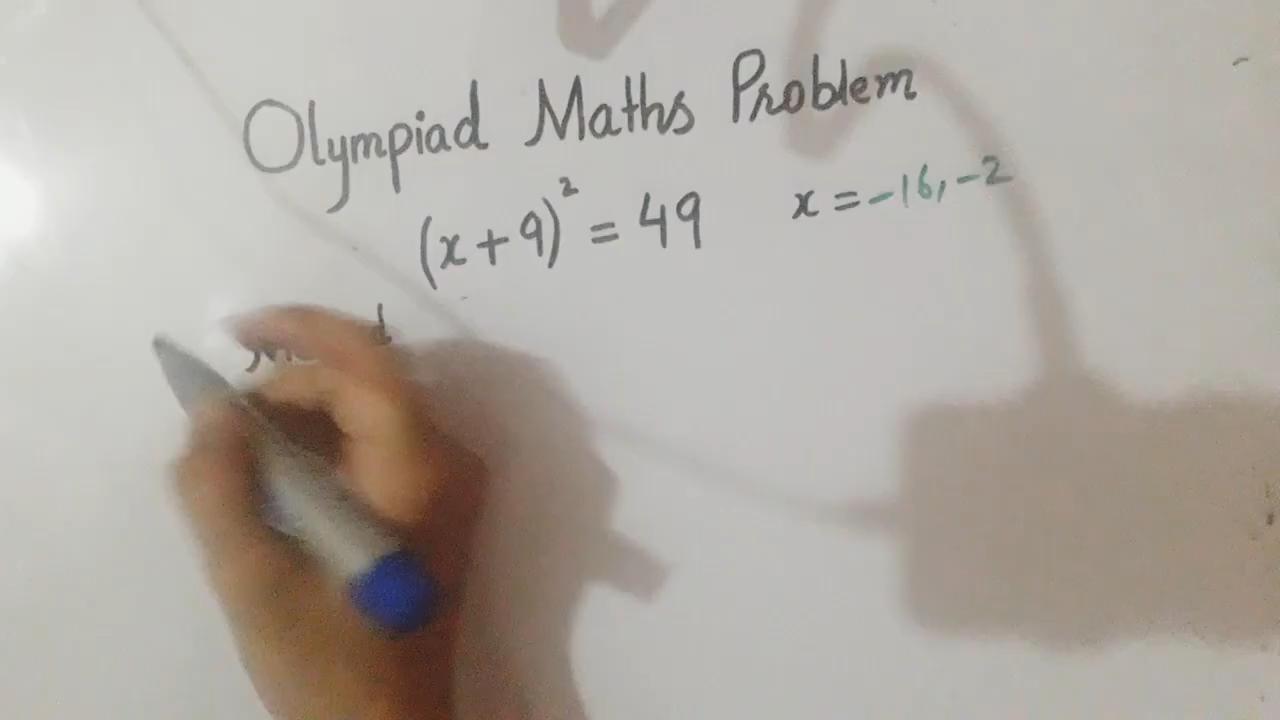 Olympiad Maths Problem
(x+9)² = 49 x = -16, -2